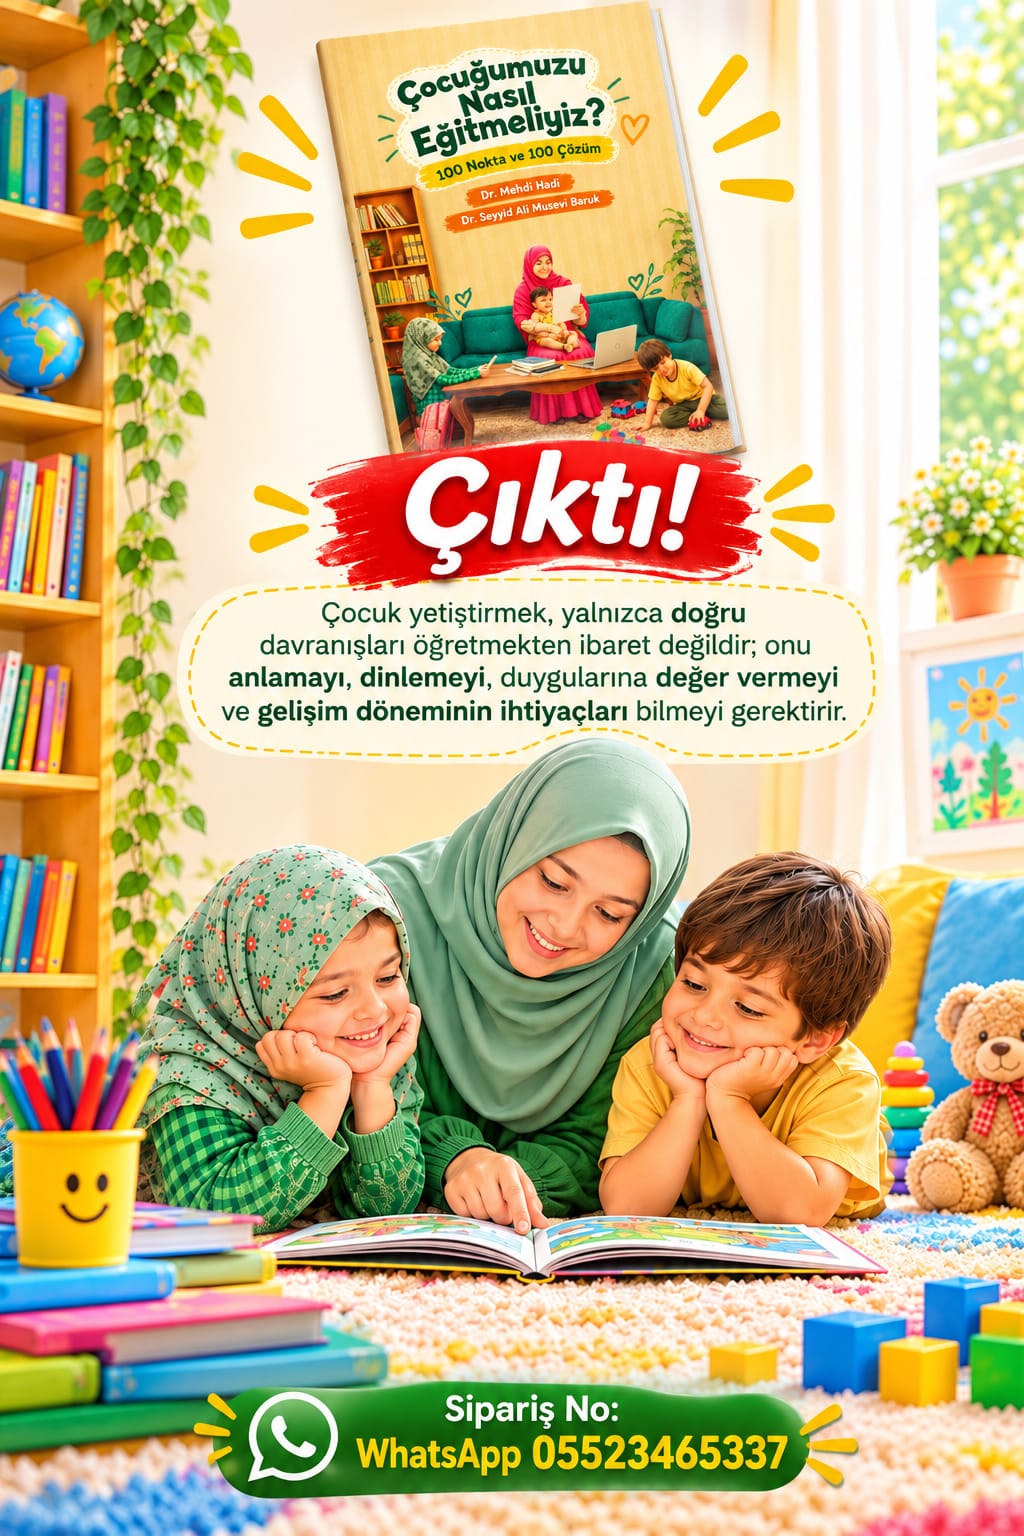 Çocuğumuzu
Nasıl
Eğitmeliyiz?
100 Nokta ve 100 Çözüm
Dr. Mehdi Hadi
Dr. Seyyid Ali Musevi Baruk
Çıktı!
Çocuk yetiştirmek, yalnızca doğru
davranışları öğretmekten ibaret değildir; onu
anlamayı, dinlemeyi, duygularına değer vermeyi
ve gelişim döneminin ihtiyaçları bilmeyi gerektirir.
Sipariş No:
WhatsApp 05523465337